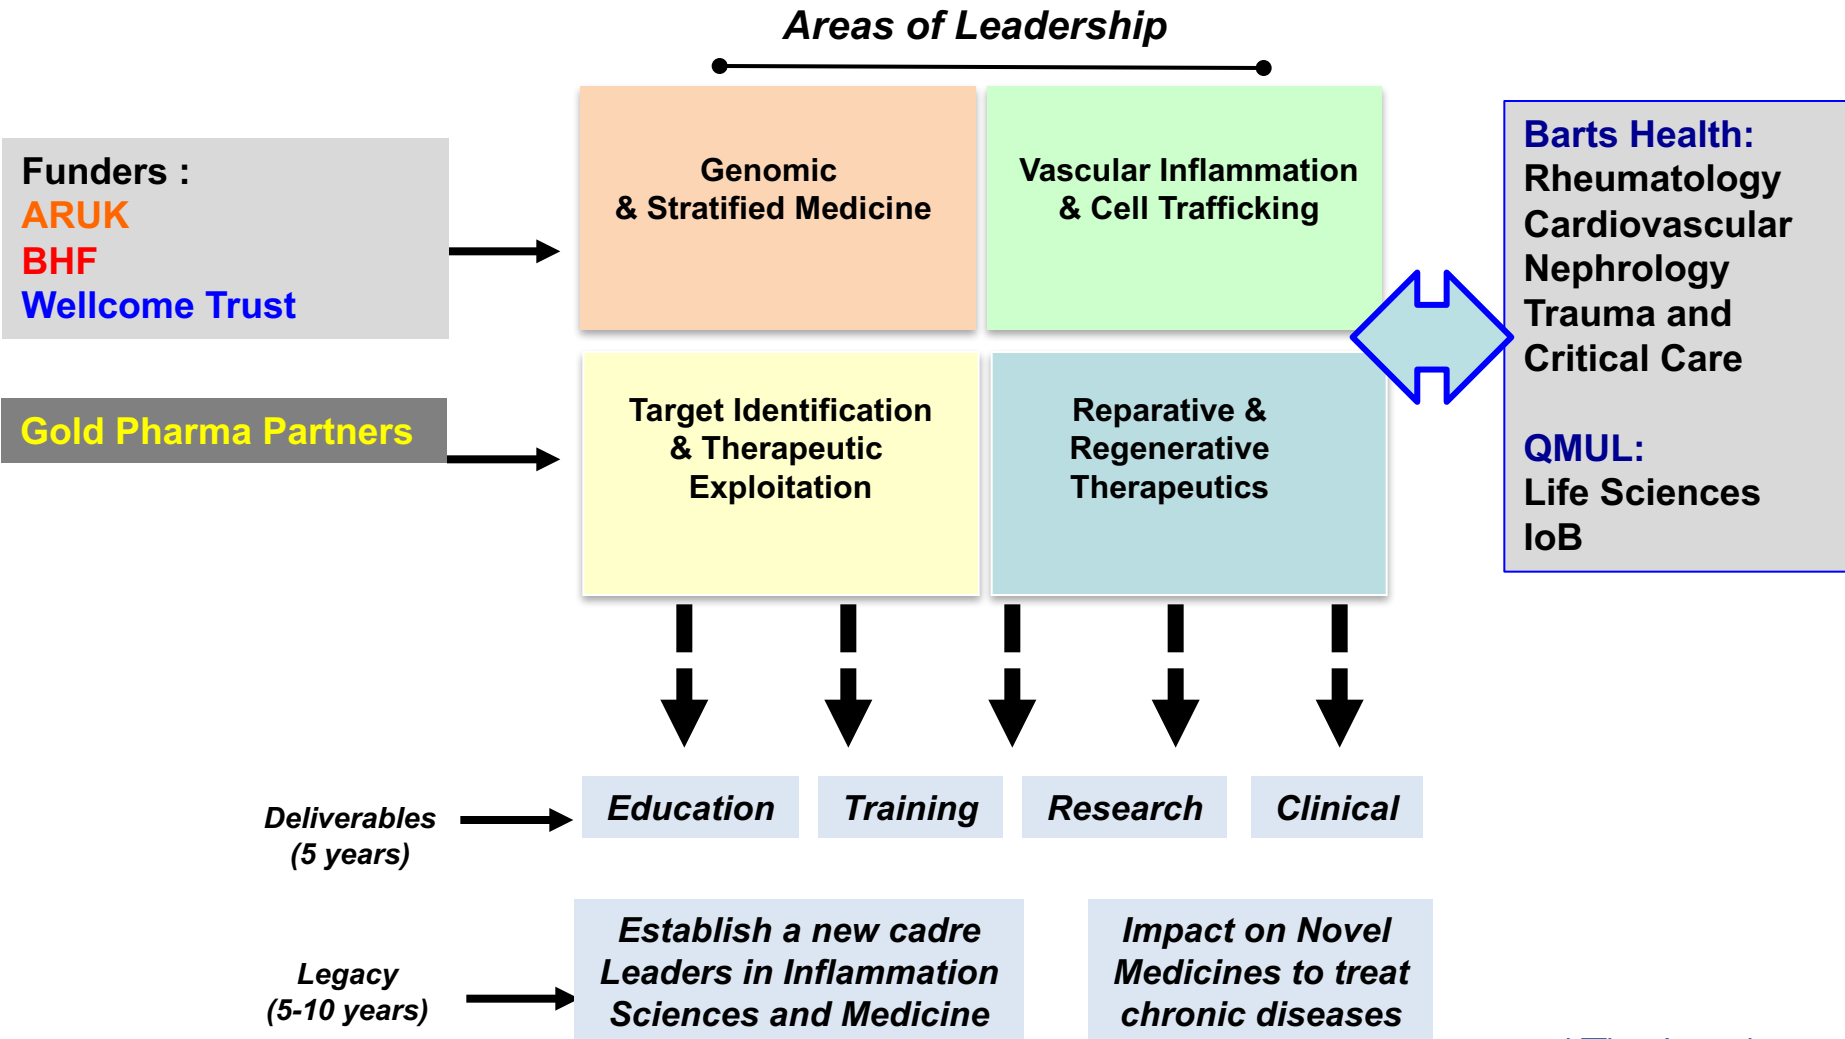 Areas of Leadership
Funders :
ARUK
BHF
Wellcome Trust
Gold Pharma Partners
Genomic
& Stratified Medicine
Vascular Inflammation
& Cell Trafficking
Target Identification
& Therapeutic
Exploitation
Reparative &
Regenerative
Therapeutics
Barts Health:
Rheumatology
Cardiovascular
Nephrology
Trauma and
Critical Care
QMUL:
Life Sciences
IoB
Deliverables
(5 years)
Education
Training
Research
Clinical
Legacy
(5-10 years)
Establish a new cadre
Leaders in Inflammation
Sciences and Medicine
Impact on Novel
Medicines to treat
chronic diseases